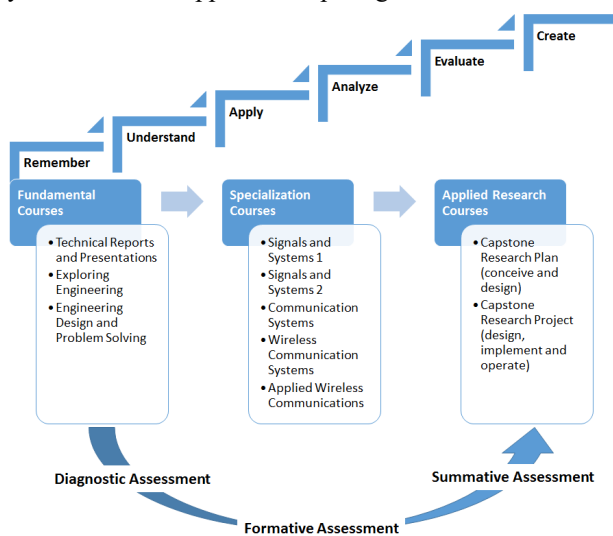 Create
Evaluate
Analyze
Apply
Understand
Remember
Fundamental
Courses
• Technical Reports
and Presentations
• Exploring
Engineering
• Engineering
Design and
Problem Solving
Specialization
Courses
• Signals and
Systems 1
• Signals and
Systems 2
• Communication
Systems
• Wireless
Communication
Systems
• Applied Wireless
Communications
Applied Research
Courses
• Capstone
Research Plan
(conceive and
design)
• Capstone
Research Project
(design,
implement and
operate)
Diagnostic Assessment
Summative Assessment
Formative Assessment